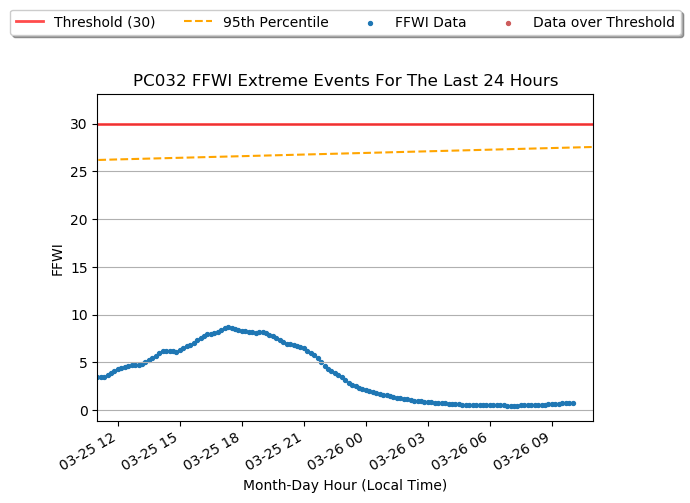 Threshold (30) 95th Percentile FFWI Data Data over Threshold
PC032 FFWI Extreme Events For The Last 24 Hours
30
25
20
15
10
5
0
FFWI
03-25 12 03-25 15 03-25 18 03-25 21 03-26 00 03-26 03 03-26 06 03-26 09
Month-Day Hour (Local Time)